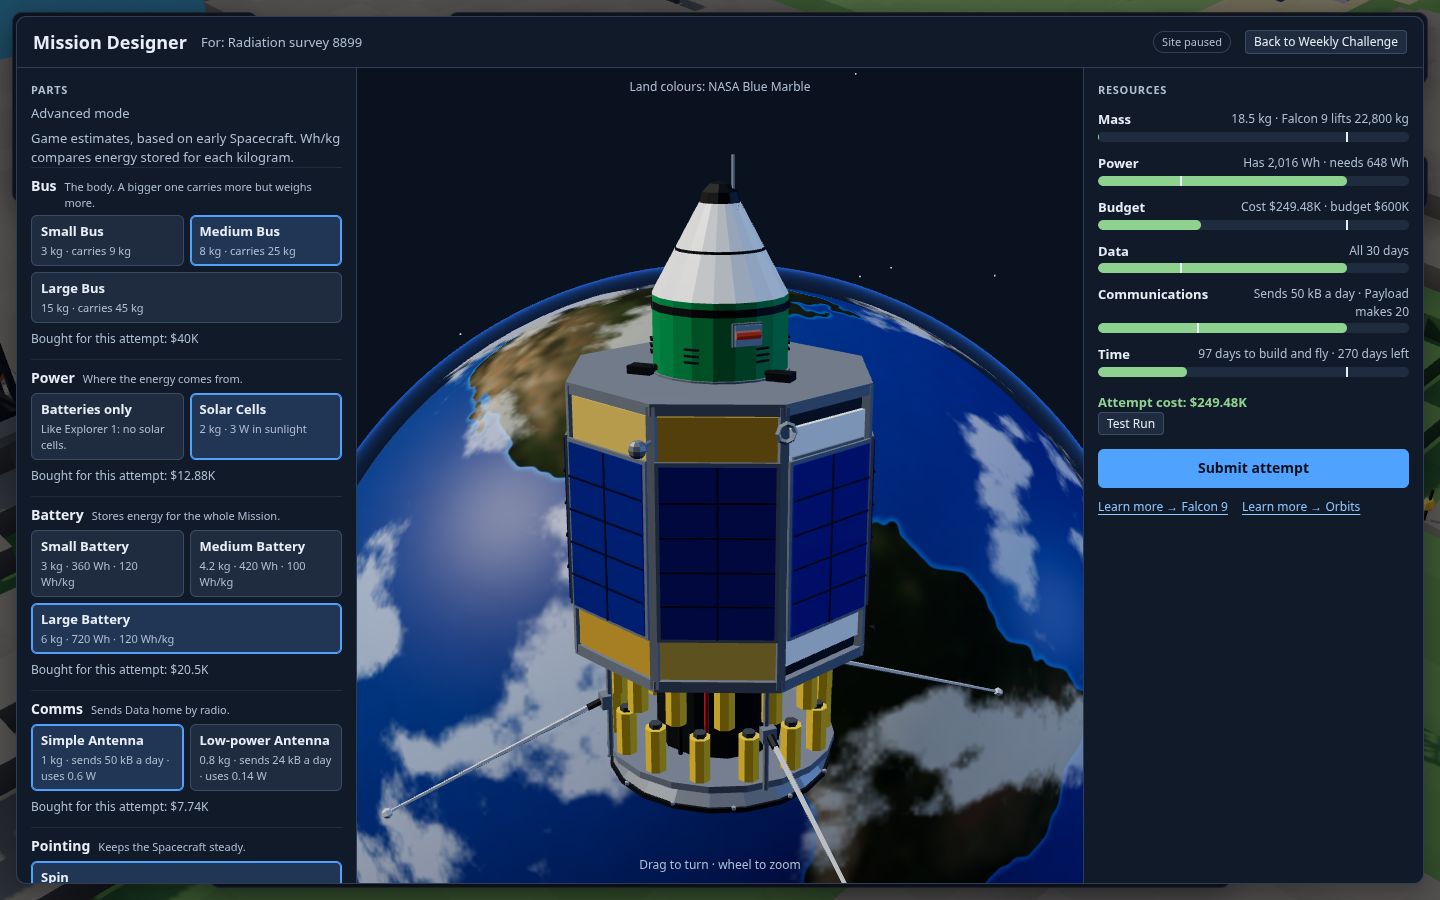 Mission Designer
For: Radiation survey 8899
Site paused
Back to Weekly Challenge
PARTS
Advanced mode
Game estimates, based on early Spacecraft. Wh/kg
compares energy stored for each kilogram.
Bus The body. A bigger one carries more but weighs
more.
Small Bus
3 kg · carries 9 kg
Medium Bus
8 kg · carries 25 kg
Large Bus
15 kg · carries 45 kg
Bought for this attempt: $40K
Power Where the energy comes from.
Batteries only
Like Explorer 1: no solar
cells.
Solar Cells
2 kg · 3 W in sunlight
Bought for this attempt: $12.88K
Battery Stores energy for the whole Mission.
Small Battery
3 kg · 360 Wh · 120
Wh/kg
Medium Battery
4.2 kg · 420 Wh · 100
Wh/kg
Large Battery
6 kg · 720 Wh · 120 Wh/kg
Bought for this attempt: $20.5K
Comms Sends Data home by radio.
Simple Antenna
1 kg · sends 50 kB a day ·
uses 0.6 W
Low-power Antenna
0.8 kg · sends 24 kB a day
· uses 0.14 W
Bought for this attempt: $7.74K
Pointing Keeps the Spacecraft steady.
Spin
Land colours: NASA Blue Marble
Drag to turn · wheel to zoom
RESOURCES
Mass 18.5 kg · Falcon 9 lifts 22,800 kg
Power Has 2,016 Wh · needs 648 Wh
Budget Cost $249.48K · budget $600K
Data All 30 days
Communications Sends 50 kB a day · Payload
makes 20
Time 97 days to build and fly · 270 days left
Attempt cost: $249.48K
Test Run
Submit attempt
Learn more → Falcon 9
Learn more → Orbits